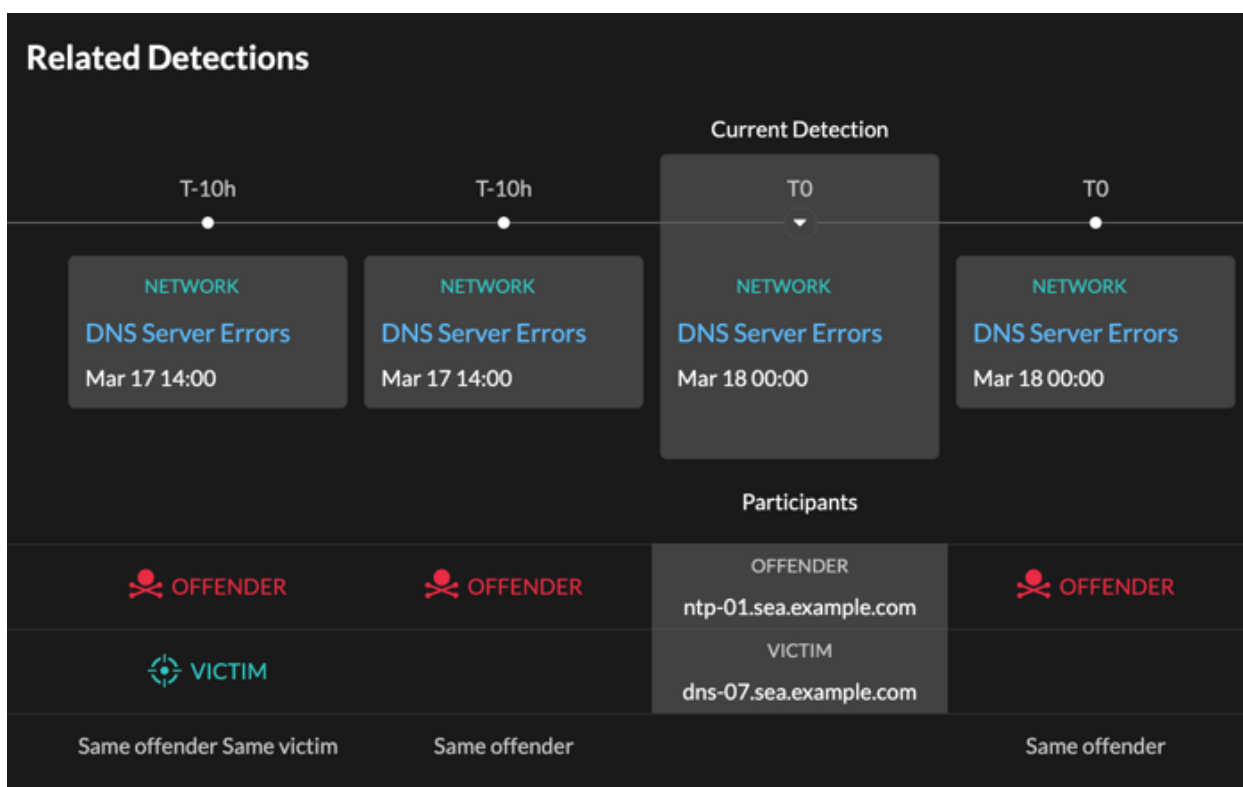 Related Detections
Current Detection
T-10h
T-10h
T0
T0
NETWORK
NETWORK
NETWORK
NETWORK
DNS Server Errors
DNS Server Errors
DNS Server Errors
DNS Server Errors
Mar 17 14:00
Mar 17 14:00
Mar 18 00:00
Mar 18 00:00
Participants
OFFENDER
OFFENDER
OFFENDER
ntp-01.sea.example.com
OFFENDER
VICTIM
VICTIM
dns-07.sea.example.com
Same offender Same victim
Same offender
Same offender